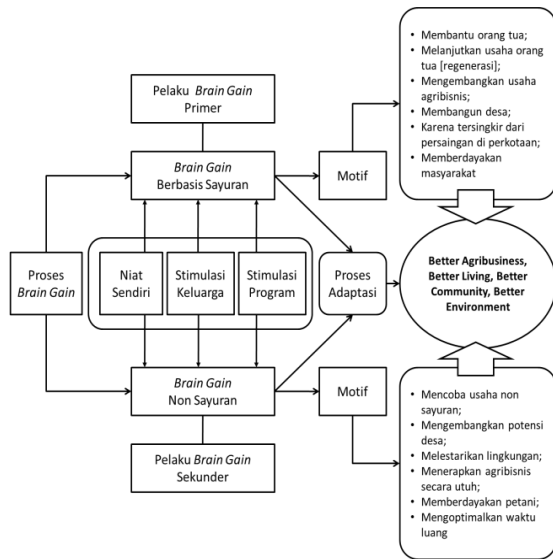 • Membantu orang tua;
• Melanjutkan usaha orang
tua [regenerasi];
• Mengembangkan usaha
agribisnis;
• Membangun desa;
• Karena tersingkir dari
persaingan di perkotaan;
• Memberdayakan
masyarakat
Pelaku Brain Gain
Primer
Brain Gain
Berbasis Sayuran
Motif
Proses
Brain Gain
Niat
Sendiri
Stimulasi
Keluarga
Stimulasi
Program
Proses
Adaptasi
Better Agribusiness,
Better Living, Better
Community, Better
Environment
Brain Gain
Non Sayuran
Motif
Pelaku Brain Gain
Sekunder
• Mencoba usaha non
sayuran;
• Mengembangkan potensi
desa;
• Melestarikan lingkungan;
• Menerapkan agribisnis
secara utuh;
• Memberdayakan petani;
• Mengoptimalkan waktu
luang